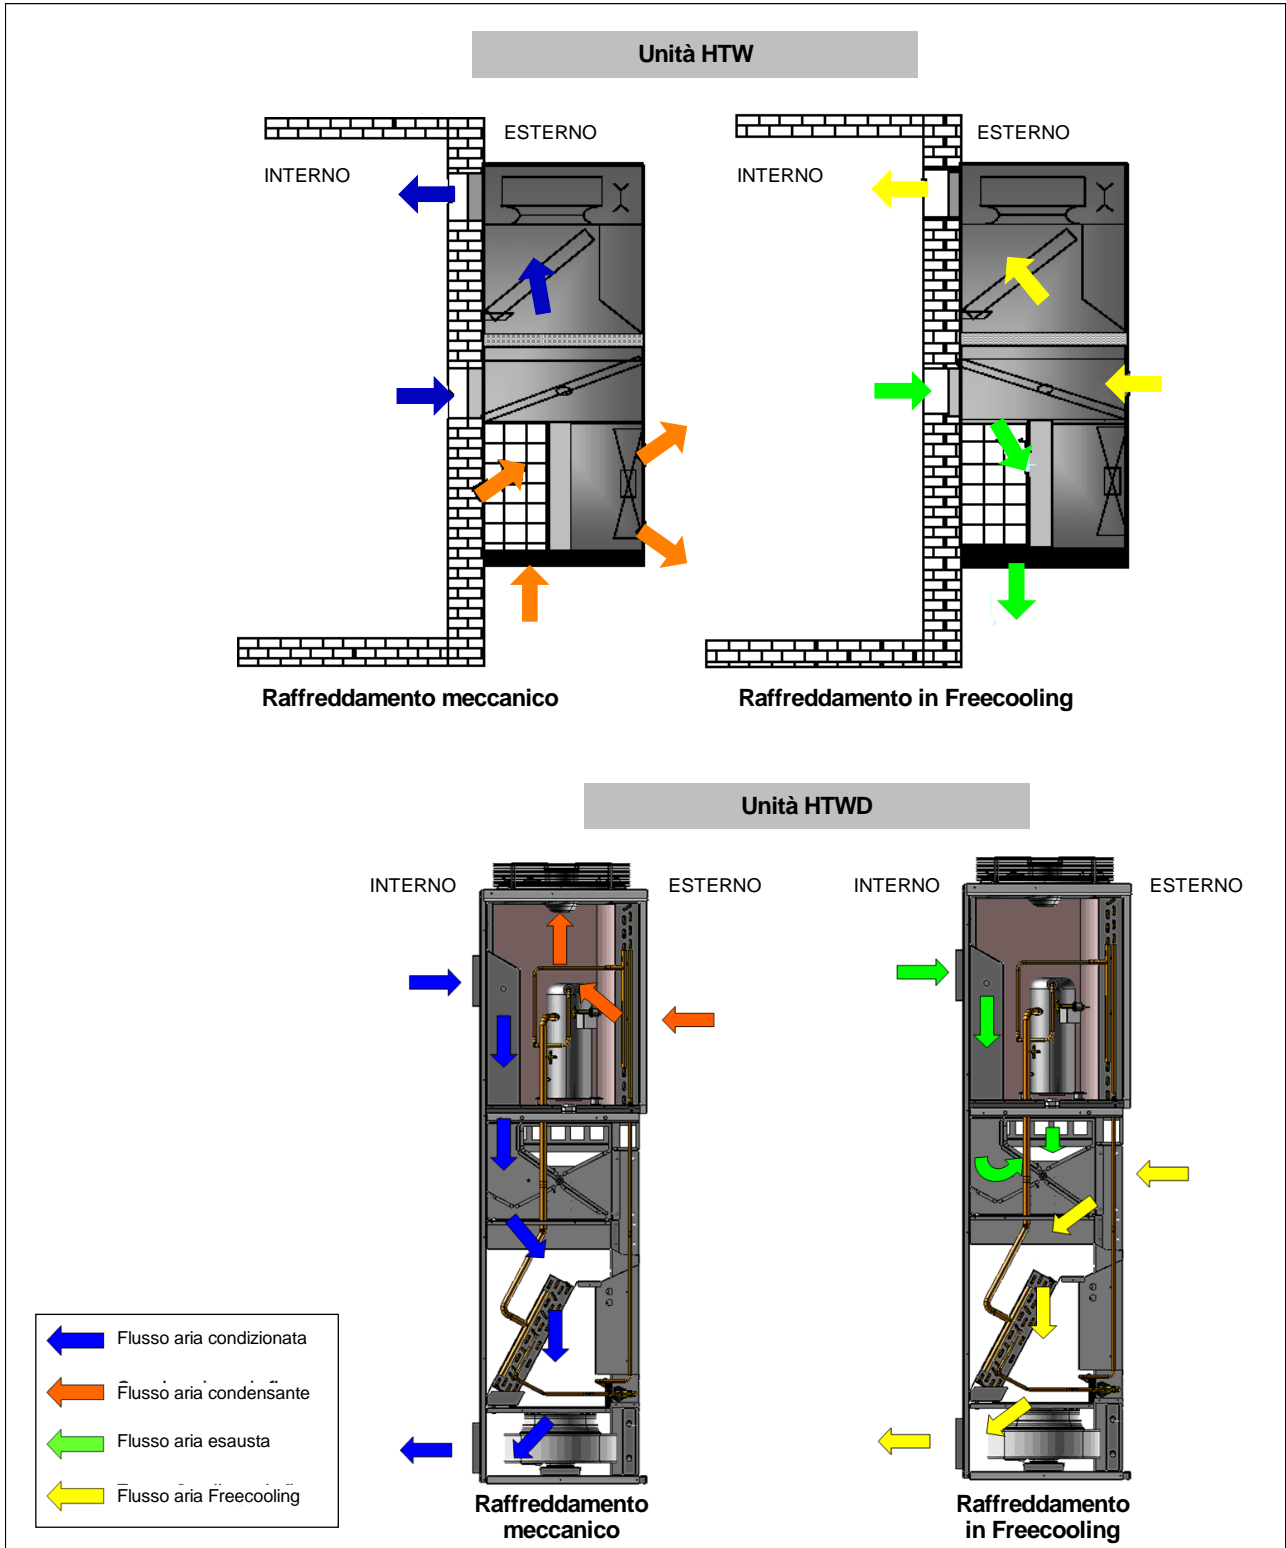 Unità HTW
ESTERNO
INTERNO
ESTERNO
INTERNO
Raffreddamento meccanico
Raffreddamento in Freecooling
Unità HTWD
INTERNO
ESTERNO
INTERNO
ESTERNO
Flusso aria condizionata
Flusso aria condensante
Flusso aria esausta
Flusso aria Freecooling
Raffreddamento
meccanico
Raffreddamento
in Freecooling